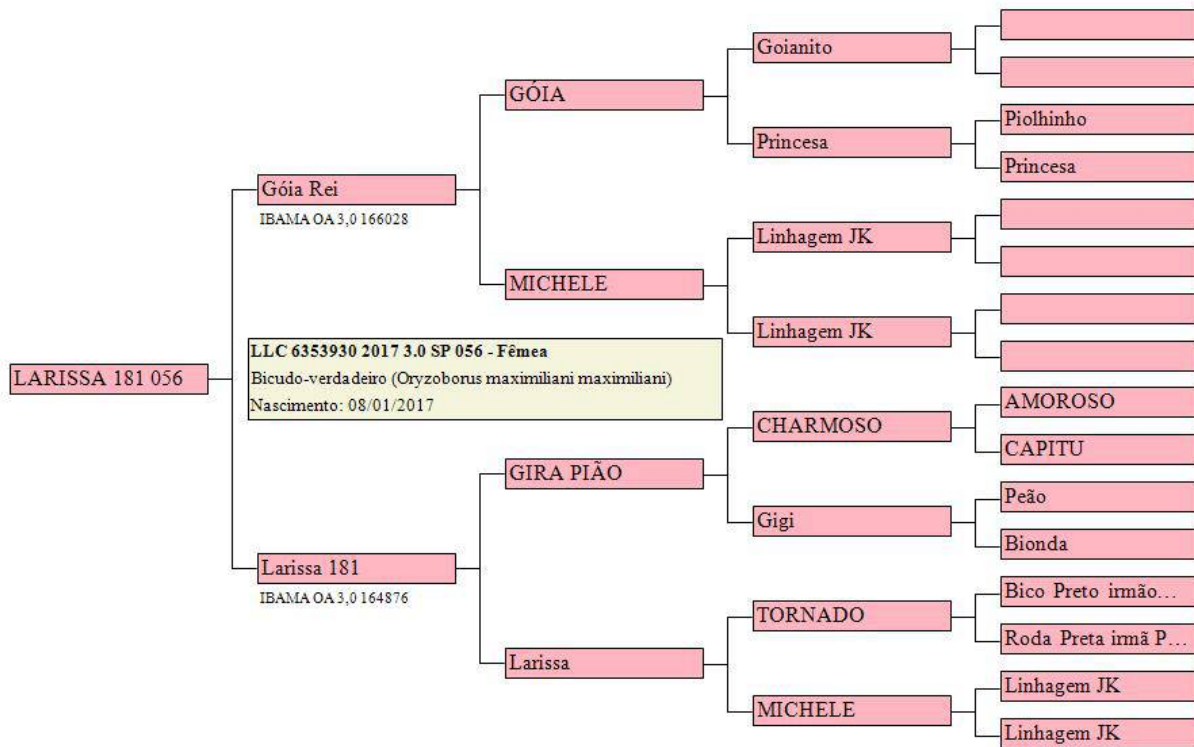 LARISSA 181 056
Góia Rei
IBAMA OA 3,0 166028
LLC 6353930 2017 3.0 SP 056 - Fêmea
Bicudo-verdadeiro (Oryzoborus maximiliani maximiliani)
Nascimento: 08/01/2017
Larissa 181
IBAMA OA 3,0 164876
GÓIA
MICHELE
GIRA PIÃO
Larissa
Goianito
Princesa
Linhagem JK
Linhagem JK
CHARMOSO
Gigi
TORNADO
MICHELE
Piolhinho
Princesa
AMOROSO
CAPITU
Peão
Bionda
Bico Preto irmão...
Roda Preta irmã P...
Linhagem JK
Linhagem JK